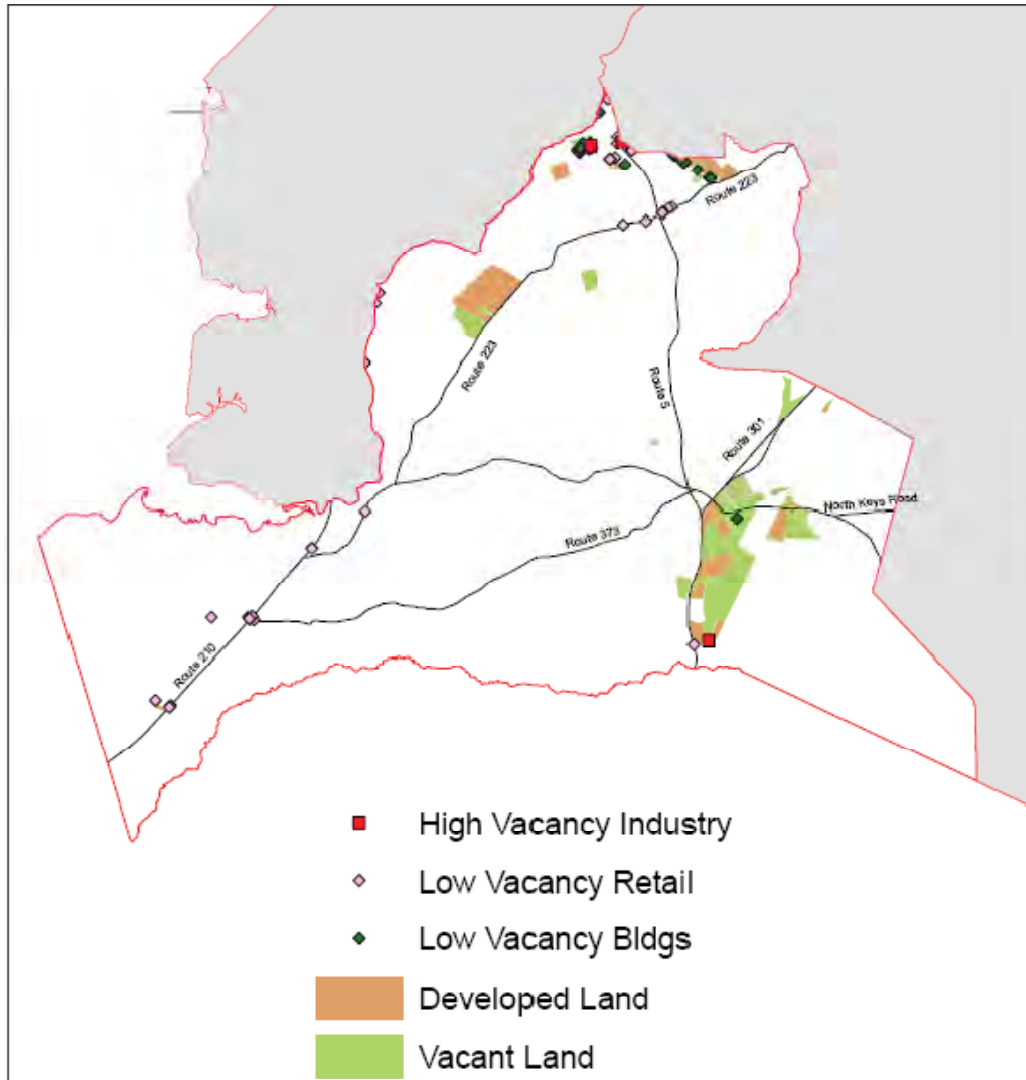 Route 223
Route 223
Route 5
Route 301
North Keys Road
Route 373
Route 210
High Vacancy Industry
Low Vacancy Retail
Low Vacancy Bldgs
Developed Land
Vacant Land